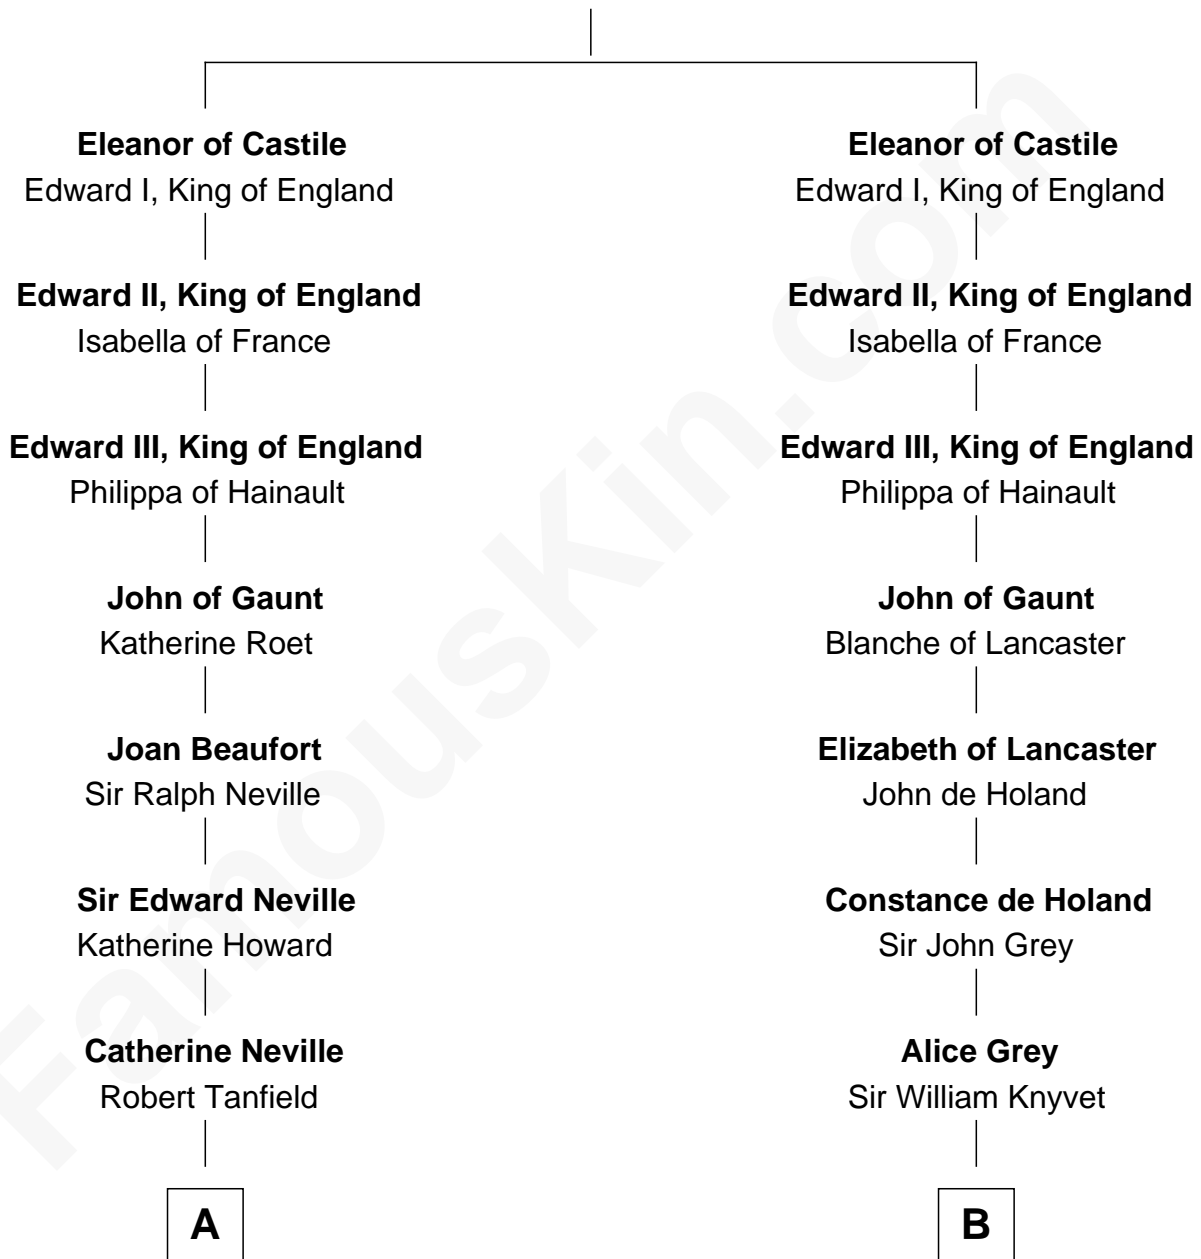 Eleanor of Castile
Edward I, King of England
Edward II, King of England
Isabella of France
Edward III, King of England
Philippa of Hainault
John of Gaunt
Katherine Roet
Joan Beaufort
Sir Ralph Neville
Sir Edward Neville
Katherine Howard
Catherine Neville
Robert Tanfield
A
Eleanor of Castile
Edward I, King of England
Edward II, King of England
Isabella of France
Edward III, King of England
Philippa of Hainault
John of Gaunt
Blanche of Lancaster
Elizabeth of Lancaster
John de Holand
Constance de Holand
Sir John Grey
Alice Grey
Sir William Knyvet
B
FamousKin.com